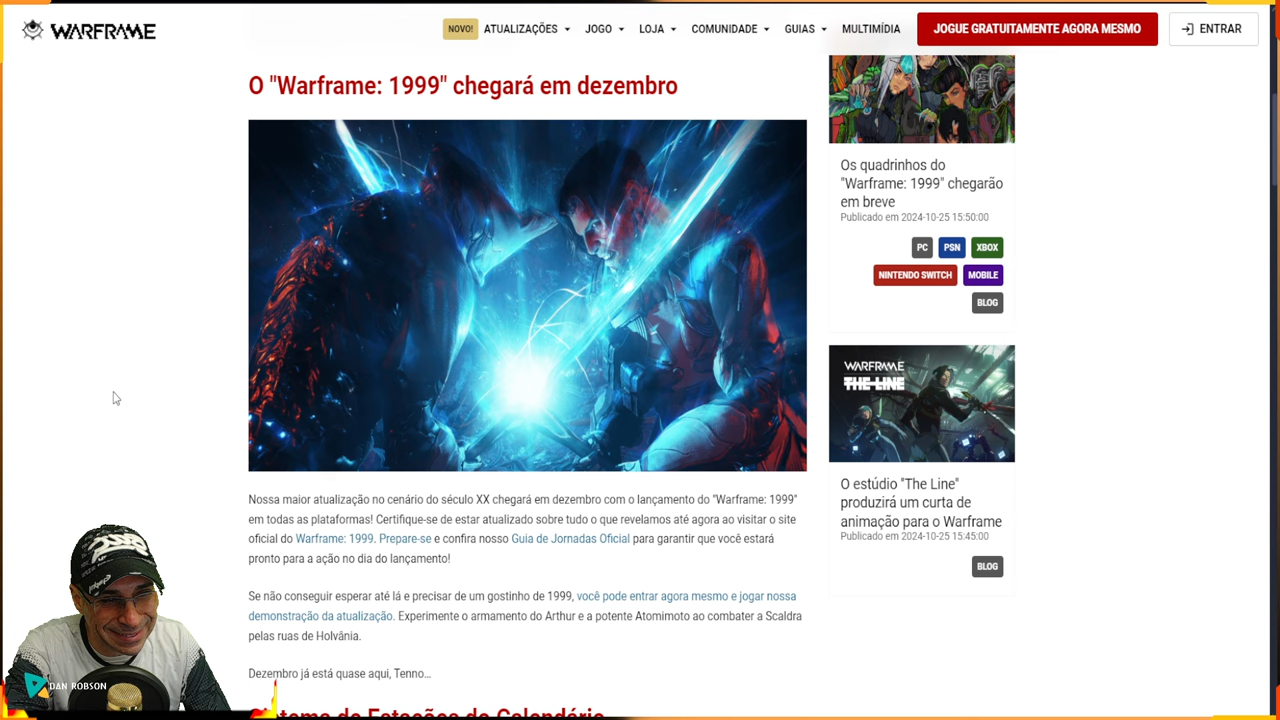 WARFRAME
NOVO! ATUALIZAÇÕES JOGO LOJA COMUNIDADE GUIAS MULTIMÍDIA JOGUE GRATUITAMENTE AGORA MESMO ENTRAR
O "Warframe: 1999" chegará em dezembro
Nossa maior atualização no cenário do século XX chegará em dezembro com o lançamento do "Warframe: 1999"
em todas as plataformas! Certifique-se de estar atualizado sobre tudo o que revelamos até agora ao visitar o site
oficial do Warframe: 1999. Prepare-se e confira nosso Guia de Jornadas Oficial para garantir que você estará
pronto para a ação no dia do lançamento!
Se não conseguir esperar até lá e precisar de um gostinho de 1999, você pode entrar agora mesmo e jogar nossa
demonstração da atualização. Experimente o armamento do Arthur e a potente Atomimoto ao combater a Scaldra
pelas ruas de Holvânia.
Dezembro já está quase aqui, Tenno...
Sistema de Estações do Calendário
Os quadrinhos do
"Warframe: 1999" chegarão
em breve
Publicado em 2024-10-25 15:50:00
PC PSN XBOX
NINTENDO SWITCH MOBILE
BLOG
WARFRAME
THE LINE
O estúdio "The Line"
produzirá um curta de
animação para o Warframe
Publicado em 2024-10-25 15:45:00
BLOG
DAN ROBSON